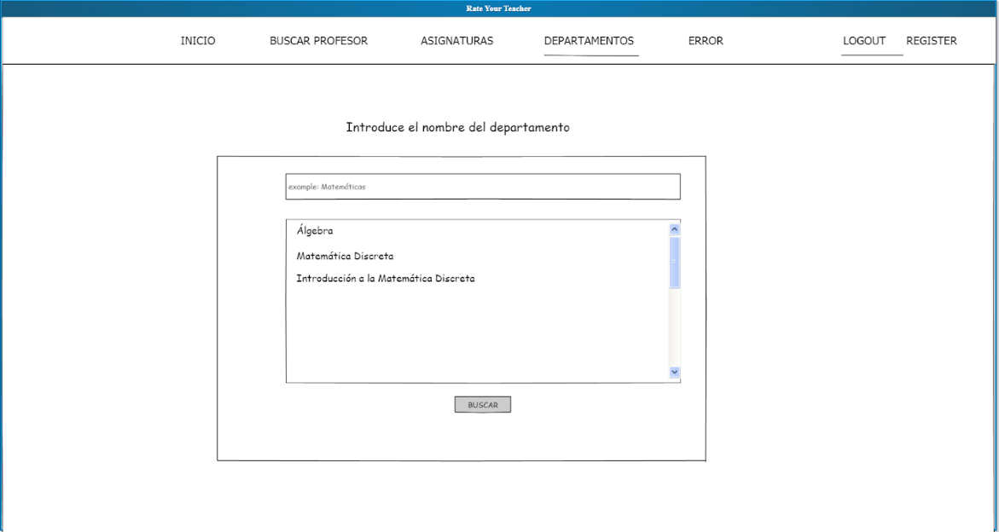 Rate Your Teacher
INICIO BUSCAR PROFESOR ASIGNATURAS DEPARTAMENTOS ERROR LOGOUT REGISTER
Introduce el nombre del departamento
example: Matemáticas
Álgebra
Matemática Discreta
Introducción a la Matemática Discreta
BUSCAR